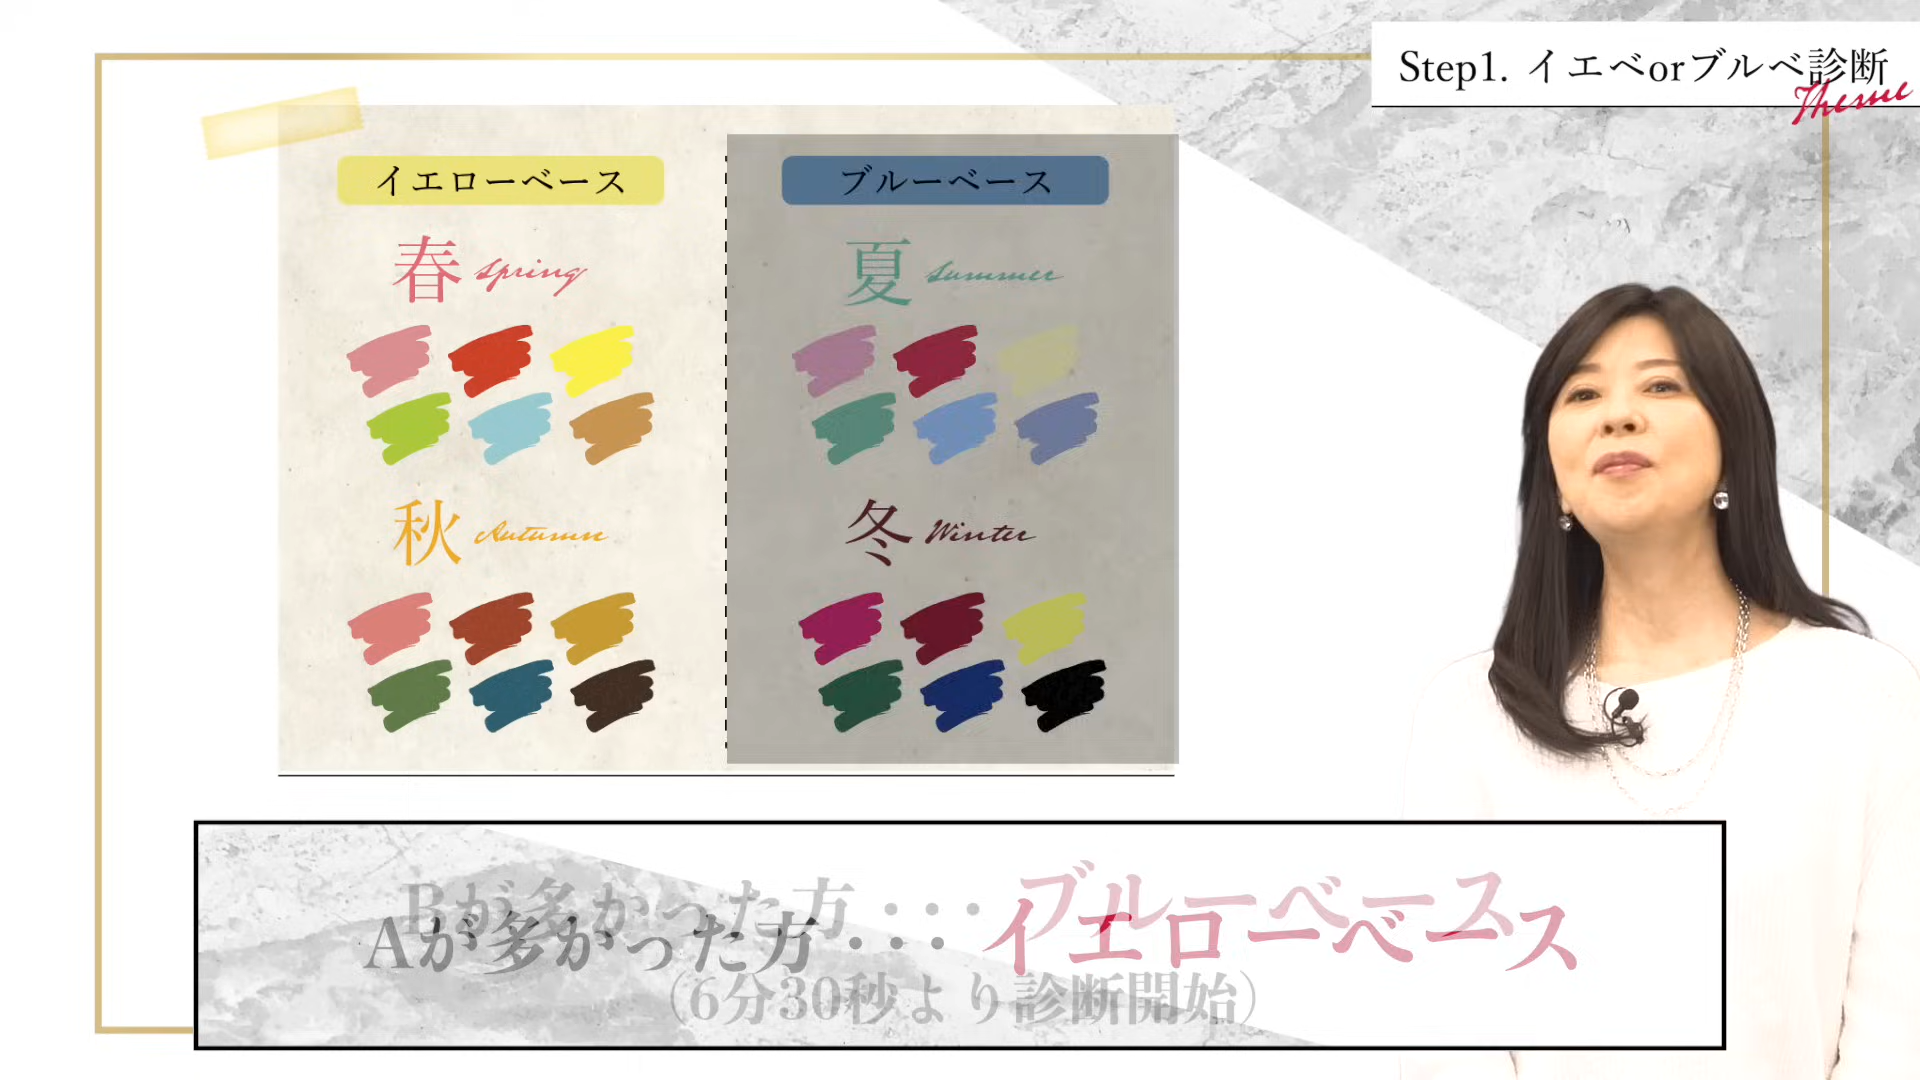 Step1. イエベorブルベ診断
Theme
イエローベース
ブルーベース
春 Spring
夏 Summer
秋 Autumn
冬 Winter
Bが多かった方・・・ブルーベース
Aが多かった方・・・イエローベース
（6分30秒より診断開始）